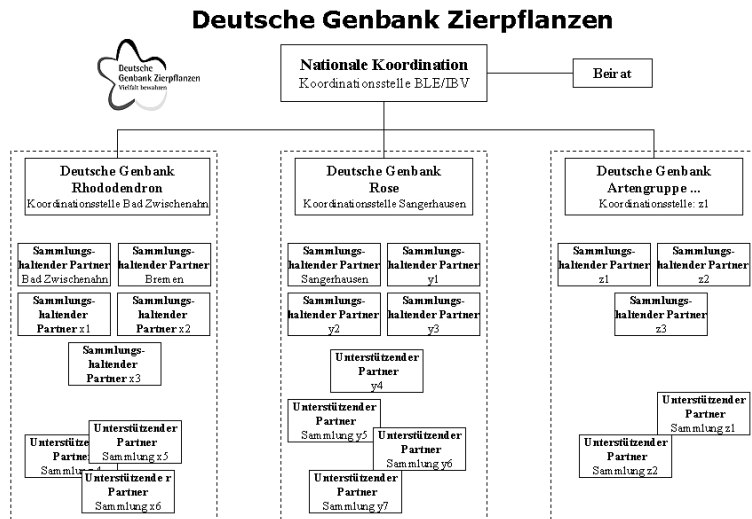 Deutsche Genbank Zierpflanzen
Deutsche
Genbank Zierpflanzen
Vielfalt bewahren
Nationale Koordination
Koordinationsstelle BLE/IBV
Beirat
Deutsche Genbank
Rhododendron
Koordinationsstelle Bad Zwischenahn
Sammlungs-
haltender Partner
Bad Zwischenahn
Sammlungs-
haltender Partner
Bremen
Sammlungs-
haltender
Partner x1
Sammlungs-
haltender
Partner x2
Sammlungs-
haltender
Partner x3
Unterstützender
Partner
Sammlung
Unterstützender
Partner
Sammlung x5
Unterstützender
Partner
Sammlung x6
Deutsche Genbank
Rose
Koordinationsstelle Sangerhausen
Sammlungs-
haltender Partner
Sangerhausen
Sammlungs-
haltender Partner
y1
Sammlungs-
haltender Partner
y2
Sammlungs-
haltender Partner
y3
Unterstützender
Partner
y4
Unterstützender
Partner
Sammlung y5
Unterstützender
Partner
Sammlung y6
Unterstützender
Partner
Sammlung y7
Deutsche Genbank
Artengruppe ...
Koordinationsstelle: z1
Sammlungs-
haltender Partner
z1
Sammlungs-
haltender Partner
z2
Sammlungs-
haltender Partner
z3
Unterstützender
Partner
Sammlung z1
Unterstützender
Partner
Sammlung z2